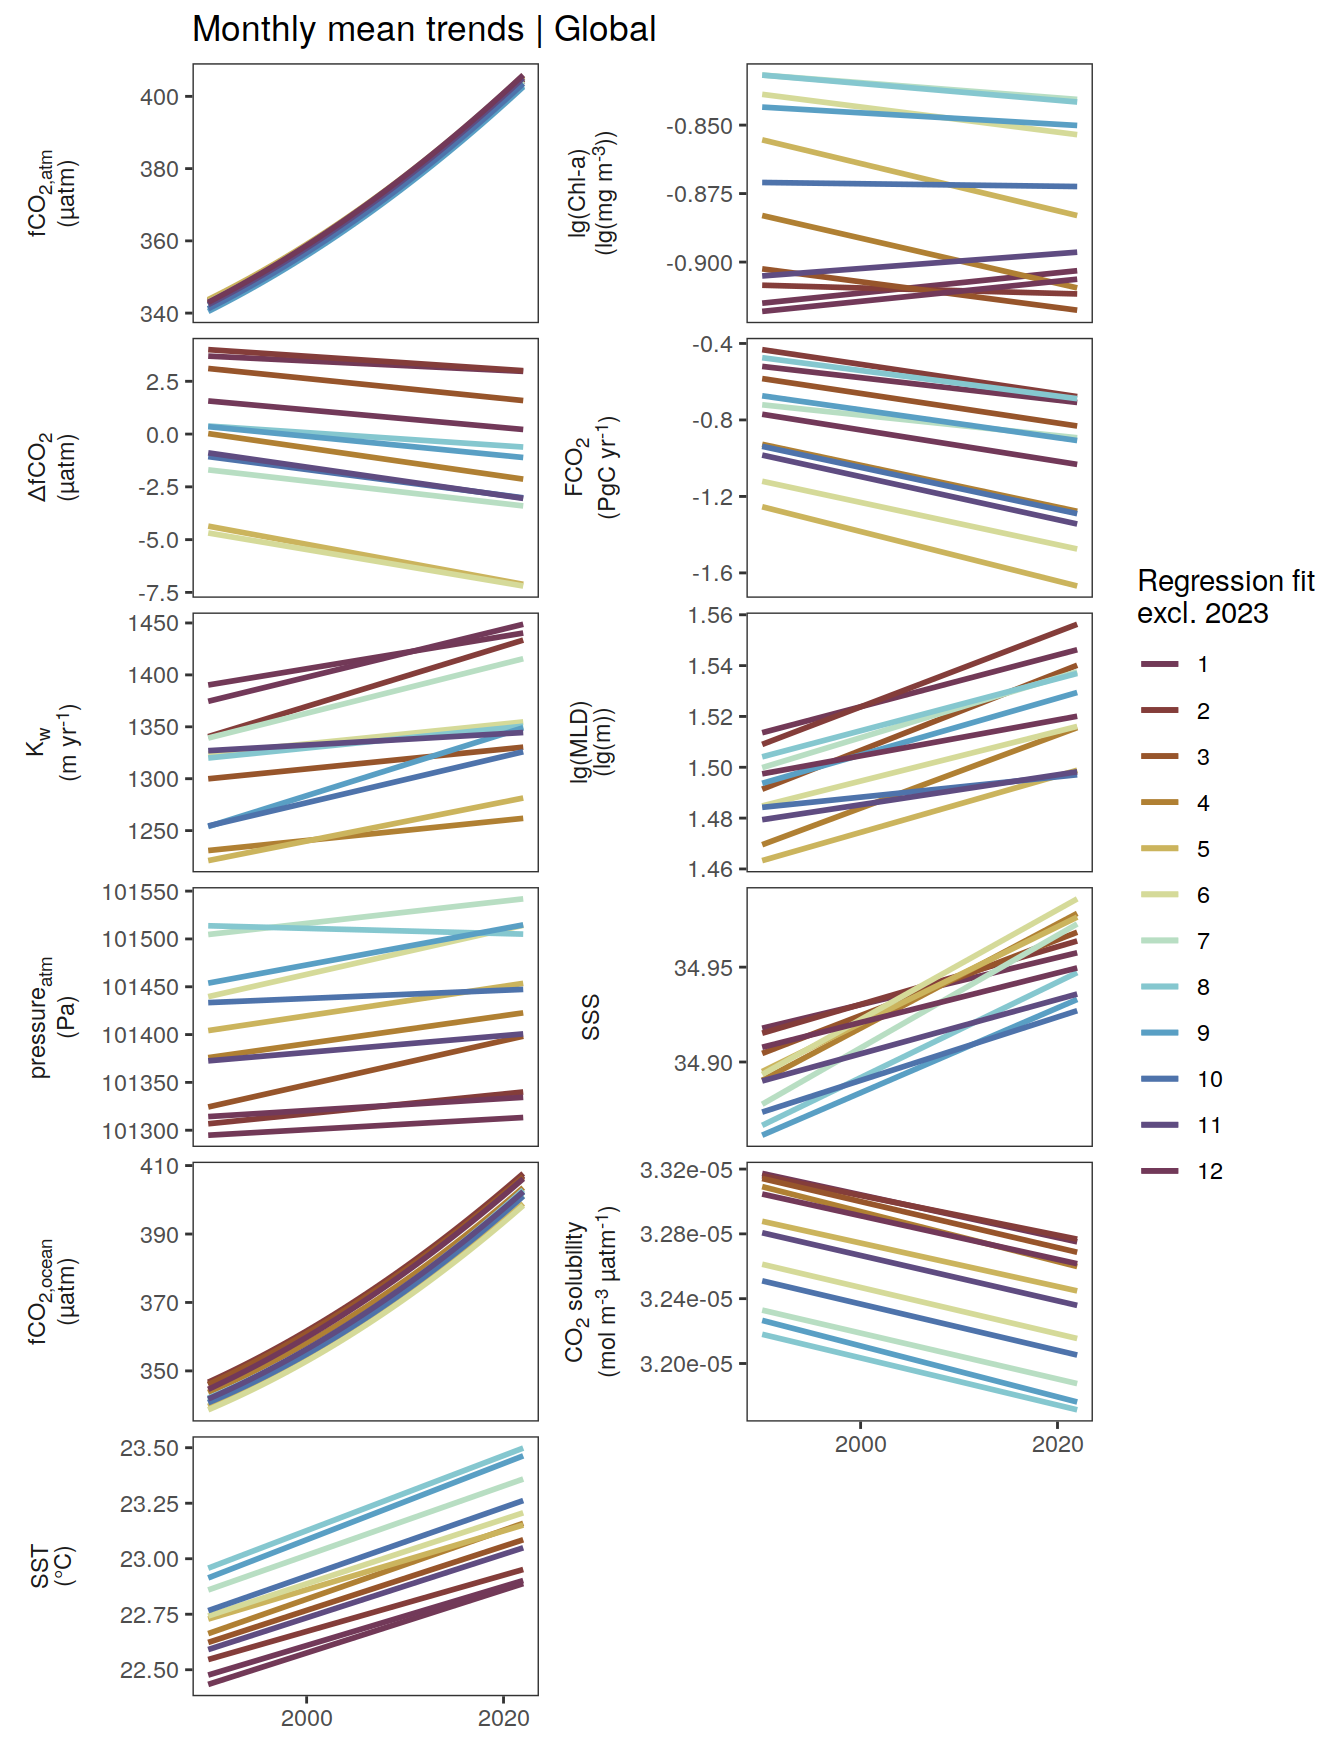 Monthly mean trends | Global
fCO2,atm
(µatm)
400
380
360
340
lg(Chl-a)
(lg(mg m-3))
-0.850
-0.875
-0.900
ΔfCO2
(µatm)
2.5
0.0
-2.5
-5.0
-7.5
FCO2
(PgC yr-1)
-0.4
-0.8
-1.2
-1.6
Kw
(m yr-1)
1450
1400
1350
1300
1250
lg(MLD)
(lg(m))
1.56
1.54
1.52
1.50
1.48
1.46
pressureatm
(Pa)
101550
101500
101450
101400
101350
101300
SSS
34.95
34.90
fCO2,ocean
(µatm)
410
390
370
350
CO2 solubility
(mol m-3 µatm-1)
3.32e-05
3.28e-05
3.24e-05
3.20e-05
2000 2020
SST
(°C)
23.50
23.25
23.00
22.75
22.50
2000 2020
Regression fit
excl. 2023
1
2
3
4
5
6
7
8
9
10
11
12